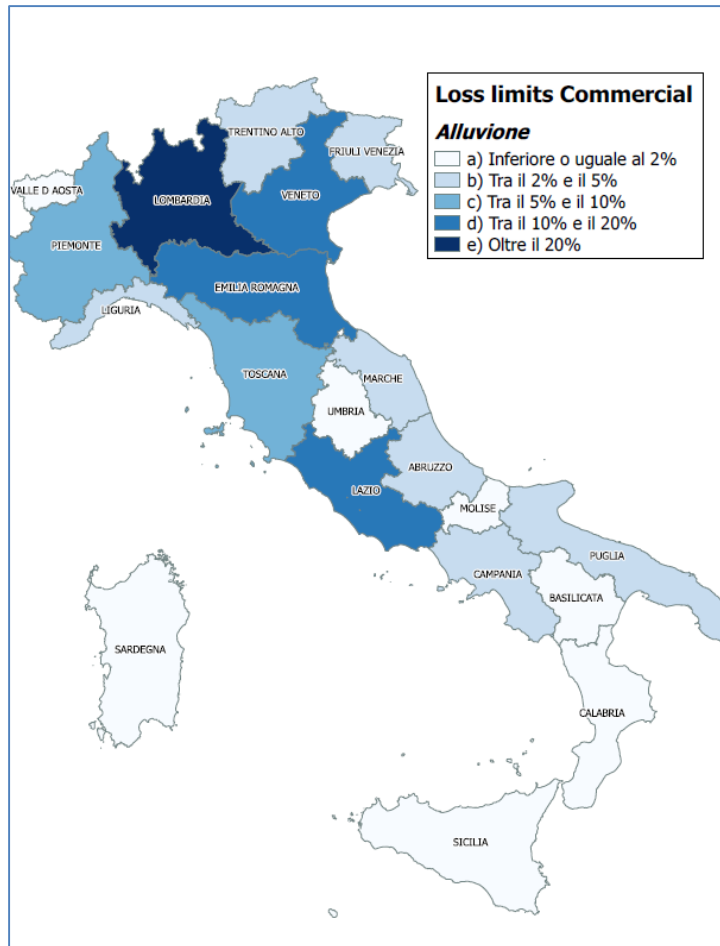 Loss limits Commercial
Alluvione
a) Inferiore o uguale al 2%
b) Tra il 2% e il 5%
c) Tra il 5% e il 10%
d) Tra il 10% e il 20%
e) Oltre il 20%
TRENTINO ALTO
FRIULI VENEZIA
VALLE D AOSTA
LOMBARDIA
VENETO
PIEMONTE
EMILIA ROMAGNA
LIGURIA
TOSCANA
MARCHE
UMBRIA
ABRUZZO
LAZIO
MOLISE
PUGLIA
CAMPANIA
BASILICATA
SARDEGNA
CALABRIA
SICILIA